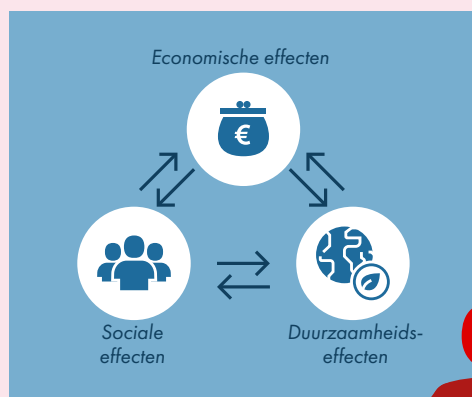 Economische effecten
€
Sociale
effecten
Duurzaamheids-
effecten